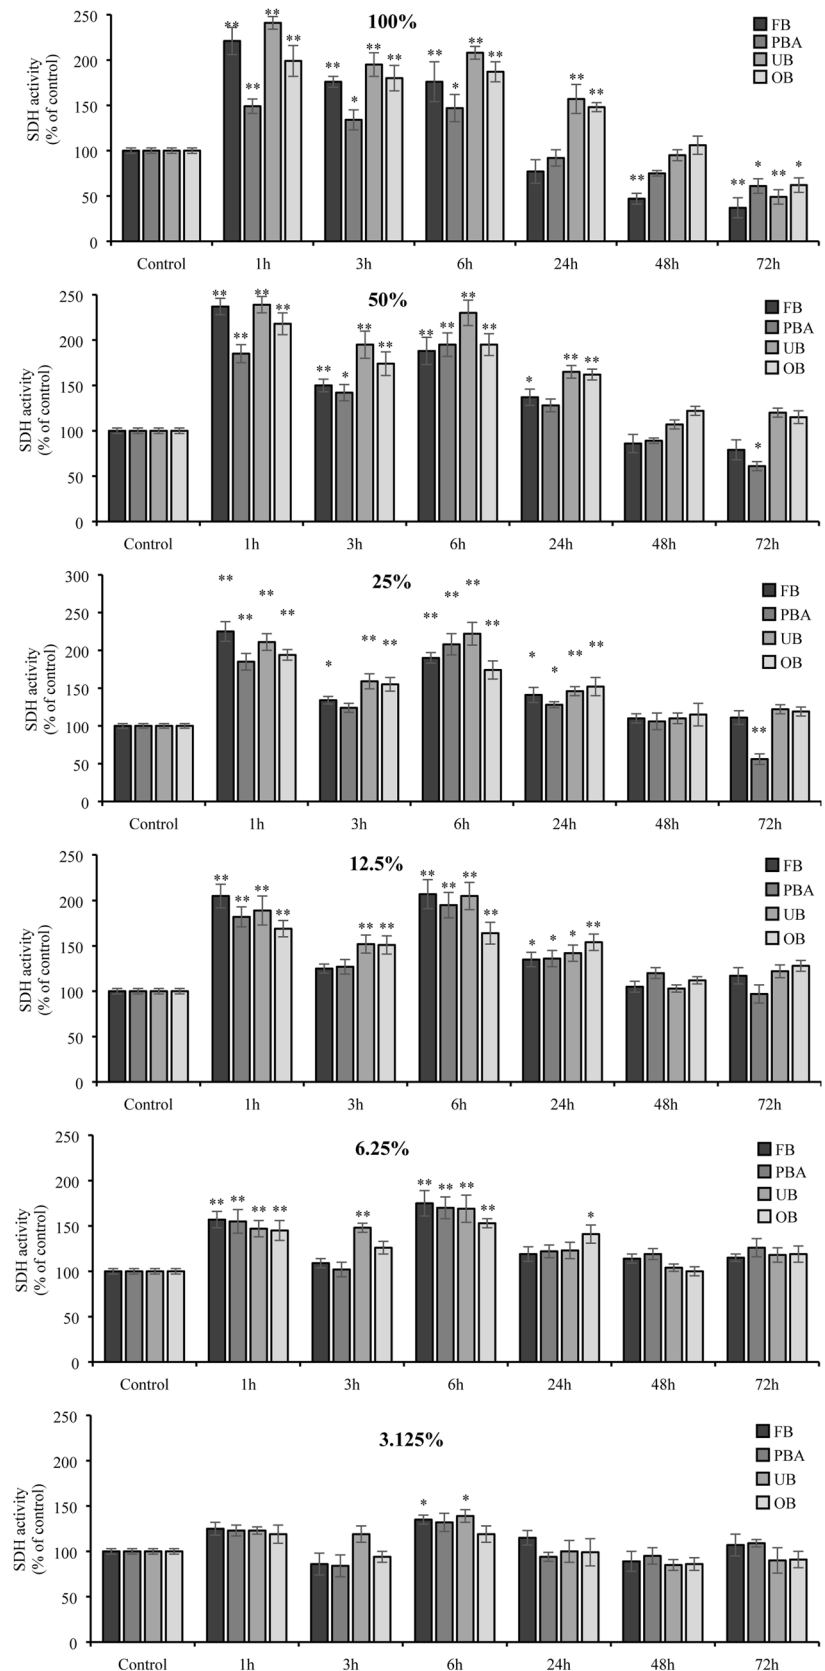 100%
SDH activity
(% of control)
250
200
150
100
50
0
** ** ** **
** * ** **
** * ** **
** **
**
** * ** *
FB
PBA
UB
OB
Control 1h 3h 6h 24h 48h 72h
50%
SDH activity
(% of control)
250
200
150
100
50
0
** ** ** **
** * ** **
** ** ** **
* ** **
*
FB
PBA
UB
OB
Control 1h 3h 6h 24h 48h 72h
25%
SDH activity
(% of control)
300
250
200
150
100
50
0
** ** ** **
* ** **
** ** ** **
* * ** **
**
FB
PBA
UB
OB
Control 1h 3h 6h 24h 48h 72h
12.5%
SDH activity
(% of control)
250
200
150
100
50
0
** ** ** **
** **
** ** ** **
* * * **
FB
PBA
UB
OB
Control 1h 3h 6h 24h 48h 72h
6.25%
SDH activity
(% of control)
250
200
150
100
50
0
** ** ** **
**
** ** ** **
*
FB
PBA
UB
OB
Control 1h 3h 6h 24h 48h 72h
3.125%
SDH activity
(% of control)
250
200
150
100
50
0
* *
FB
PBA
UB
OB
Control 1h 3h 6h 24h 48h 72h